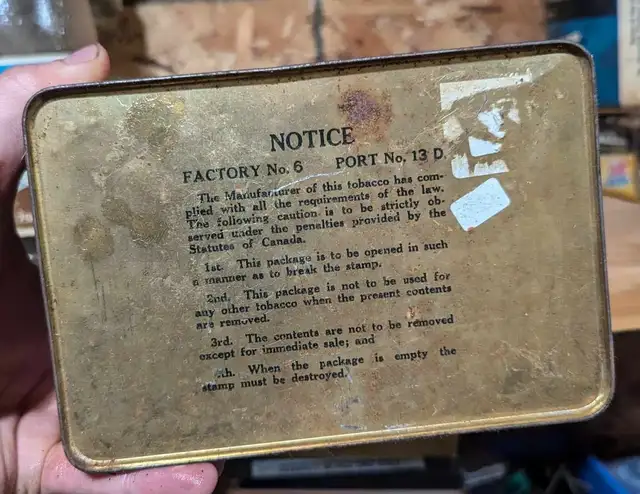 NOTICE
FACTORY No. 6 PORT No. 13 D.
The Manufacturer of this tobacco has com-
plied with all the requirements of the law.
The following caution is to be strictly ob-
served under the penalties provided by the
Statutes of Canada.
1st. This package is to be opened in such
a manner as to break the stamp.
2nd. This package is not to be used for
any other tobacco when the present contents
are removed.
3rd. The contents are not to be removed
except for immediate sale; and
4th. When the package is empty the
stamp must be destroyed.